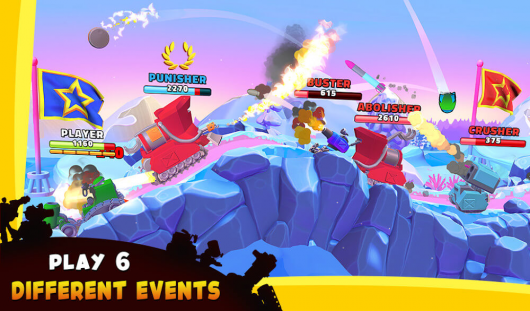 PUNISHER
2270
BUSTER
615
ABOLISHER
2610
PLAYER
1160
CRUSHER
375
PLAY 6
DIFFERENT EVENTS